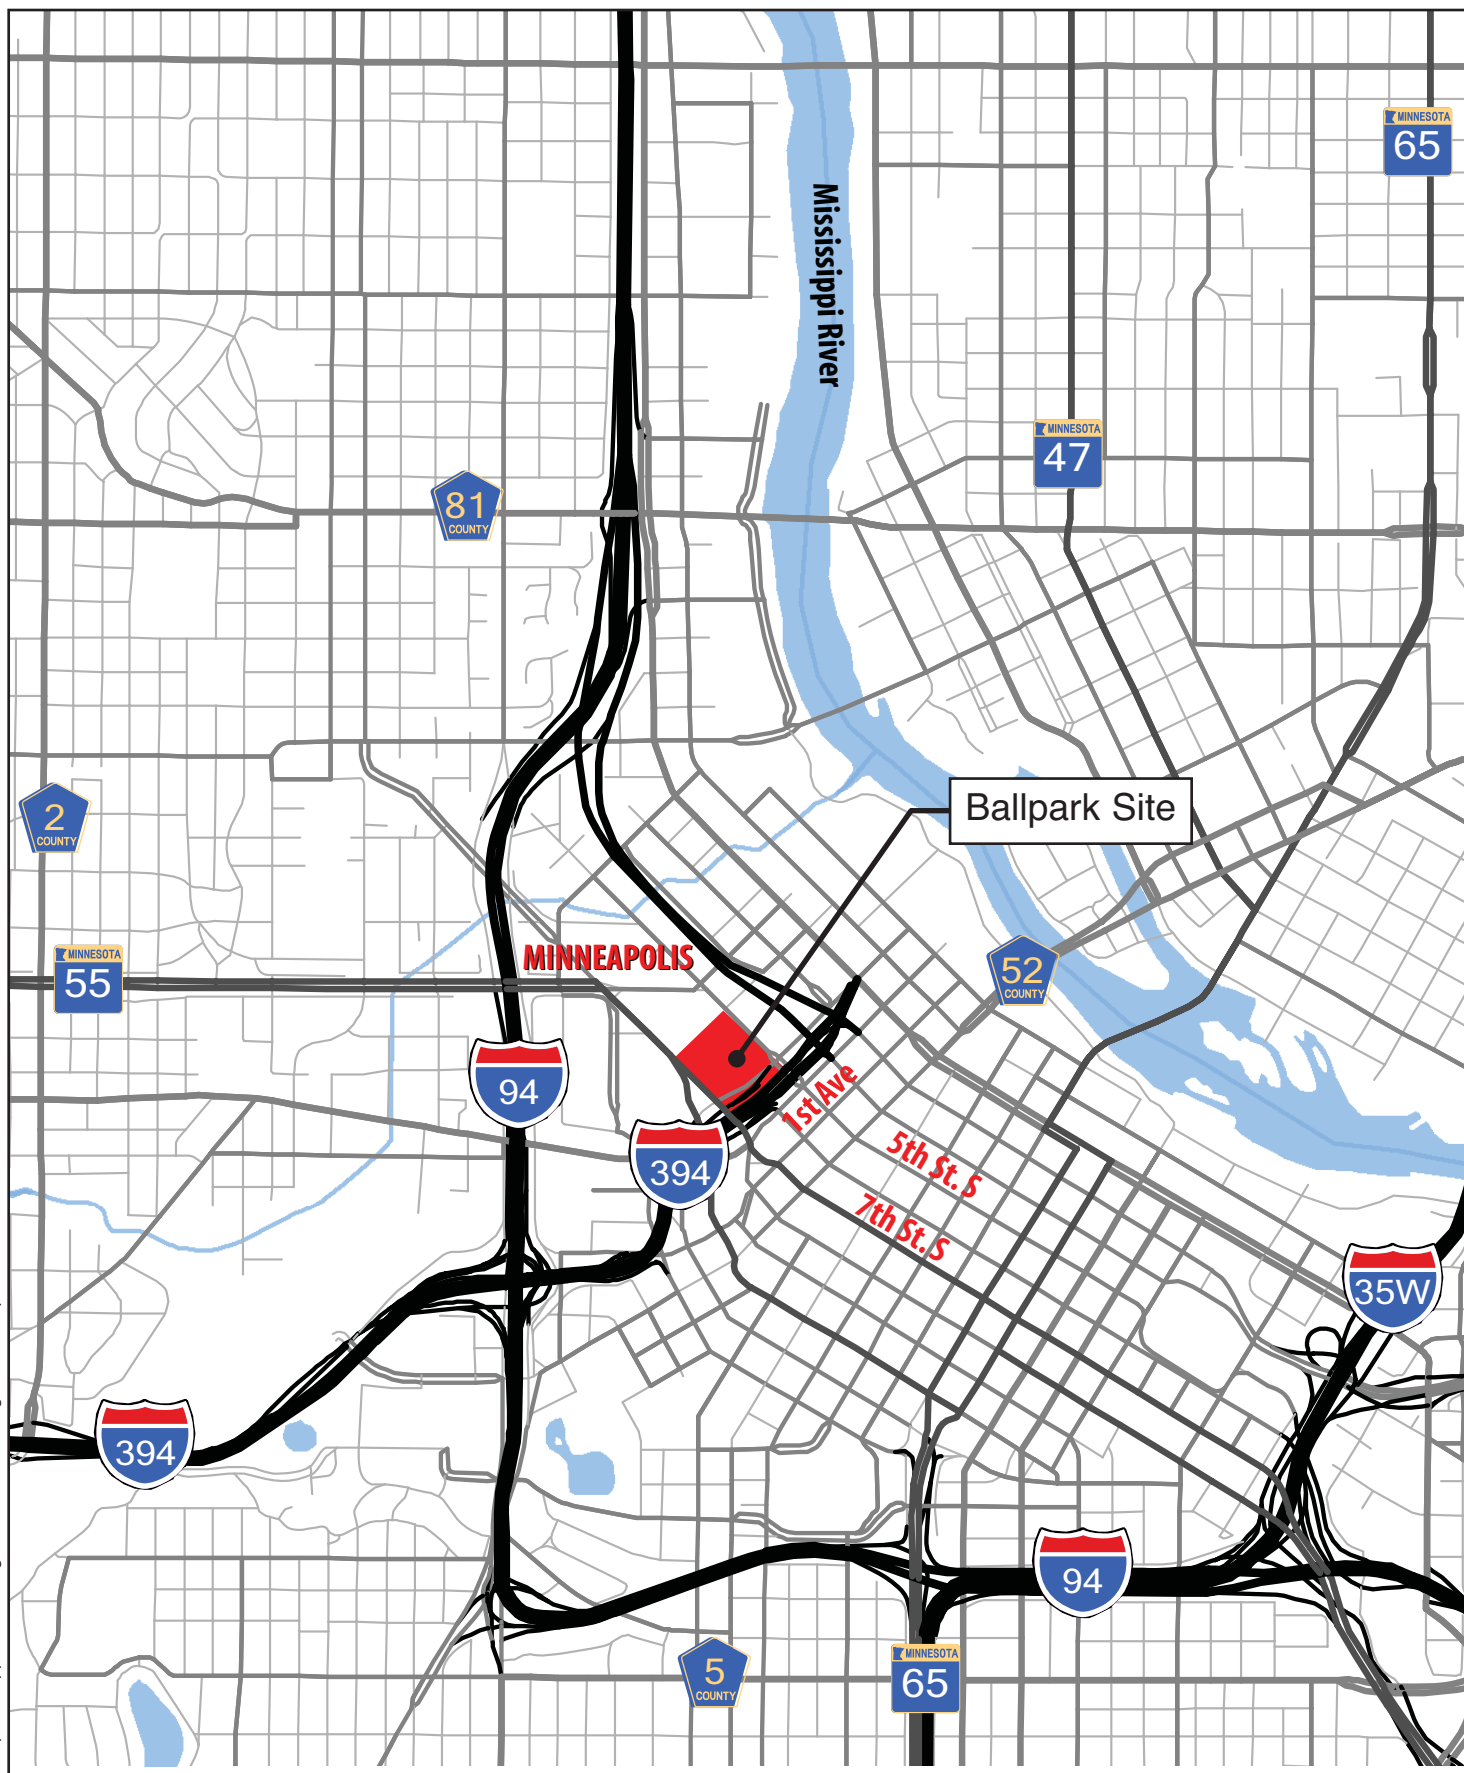 MINNESOTA
65
Mississippi River
MINNESOTA
47
81
COUNTY
2
COUNTY
Ballpark Site
MINNEAPOLIS
MINNESOTA
55
52
COUNTY
94
1st Ave
394
5th St. S
7th St. S
35W
394
94
5
COUNTY
MINNESOTA
65